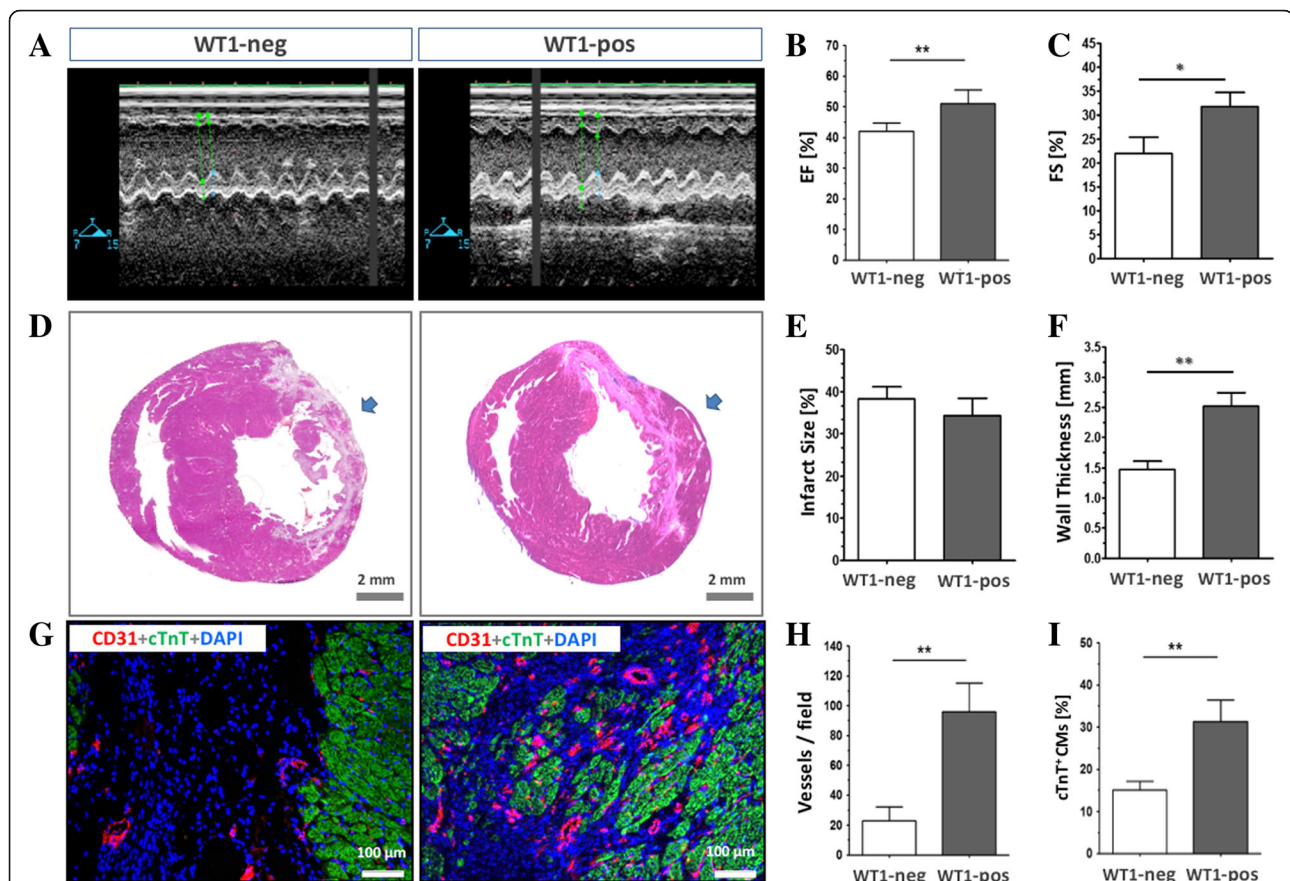 A
WT1-neg
WT1-pos
P
T
R
7
15
P
T
R
7
15
B
EF [%]
80
70
60
50
40
30
20
10
0
**
WT1-neg
WT1-pos
C
FS [%]
45
40
35
30
25
20
15
10
5
0
*
WT1-neg
WT1-pos
D
2 mm
2 mm
E
Infarct Size [%]
50
40
30
20
10
0
WT1-neg
WT1-pos
F
Wall Thickness [mm]
3.5
3.0
2.5
2.0
1.5
1.0
0.5
0.0
**
WT1-neg
WT1-pos
G
CD31+cTnT+DAPI
100 µm
CD31+cTnT+DAPI
100 µm
H
Vessels / field
140
120
100
80
60
40
20
0
**
WT1-neg
WT1-pos
I
cTnT⁺CMs [%]
50
40
30
20
10
0
**
WT1-neg
WT1-pos